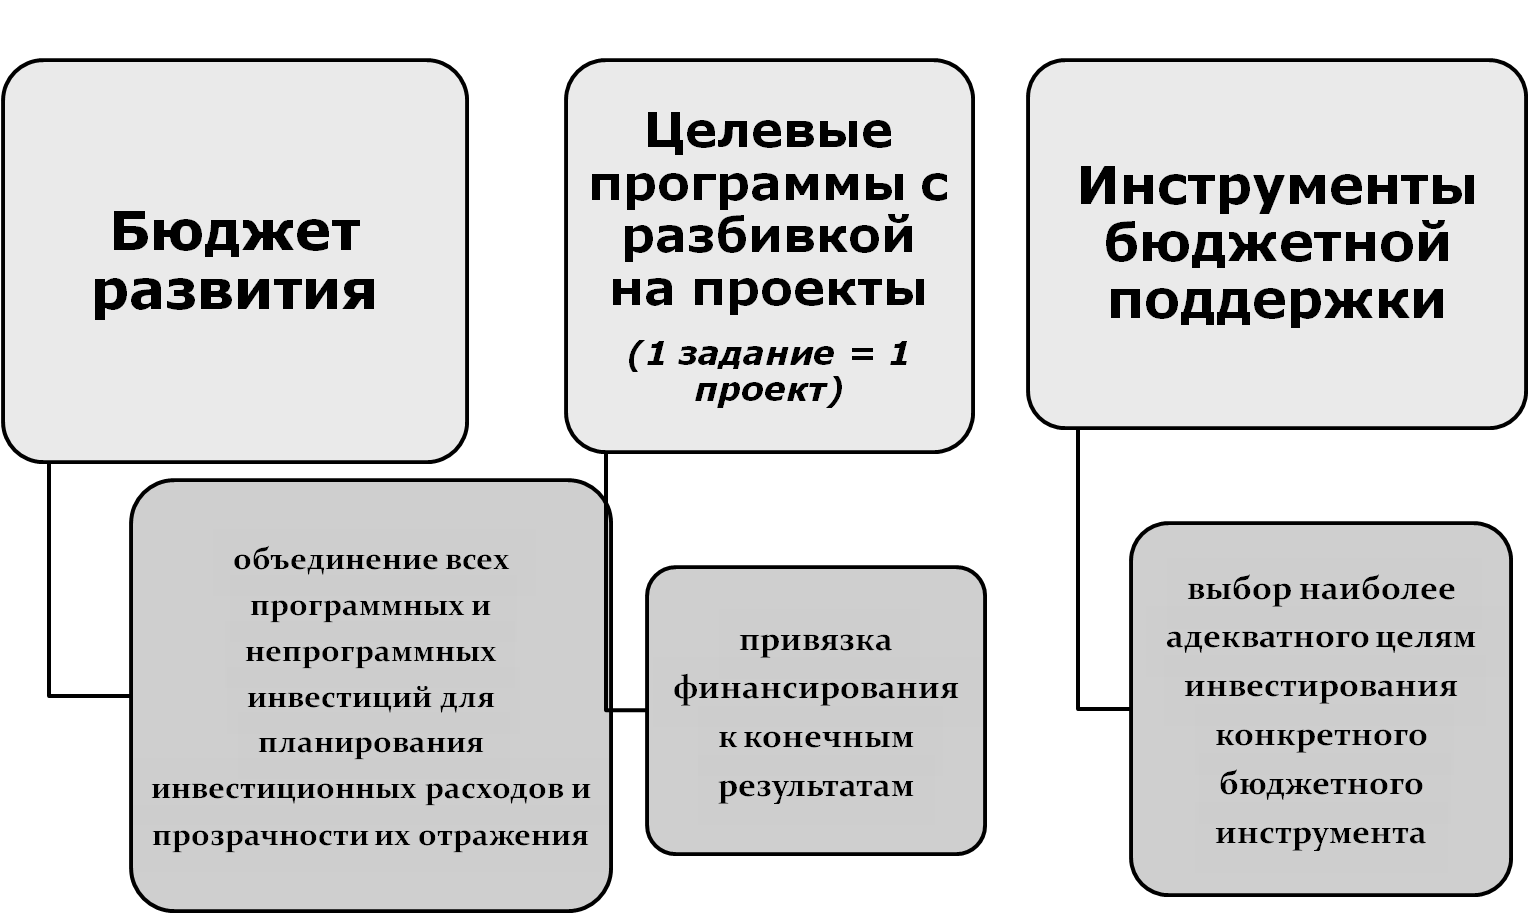 Бюджет
развития
объединение всех
программных и
непрограммных
инвестиций для
планирования
инвестиционных расходов и
прозрачности их отражения
Целевые
программы с
разбивкой
на проекты
(1 задание = 1
проект)
привязка
финансирования
к конечным
результатам
Инструменты
бюджетной
поддержки
выбор наиболее
адекватного целям
инвестирования
конкретного
бюджетного
инструмента